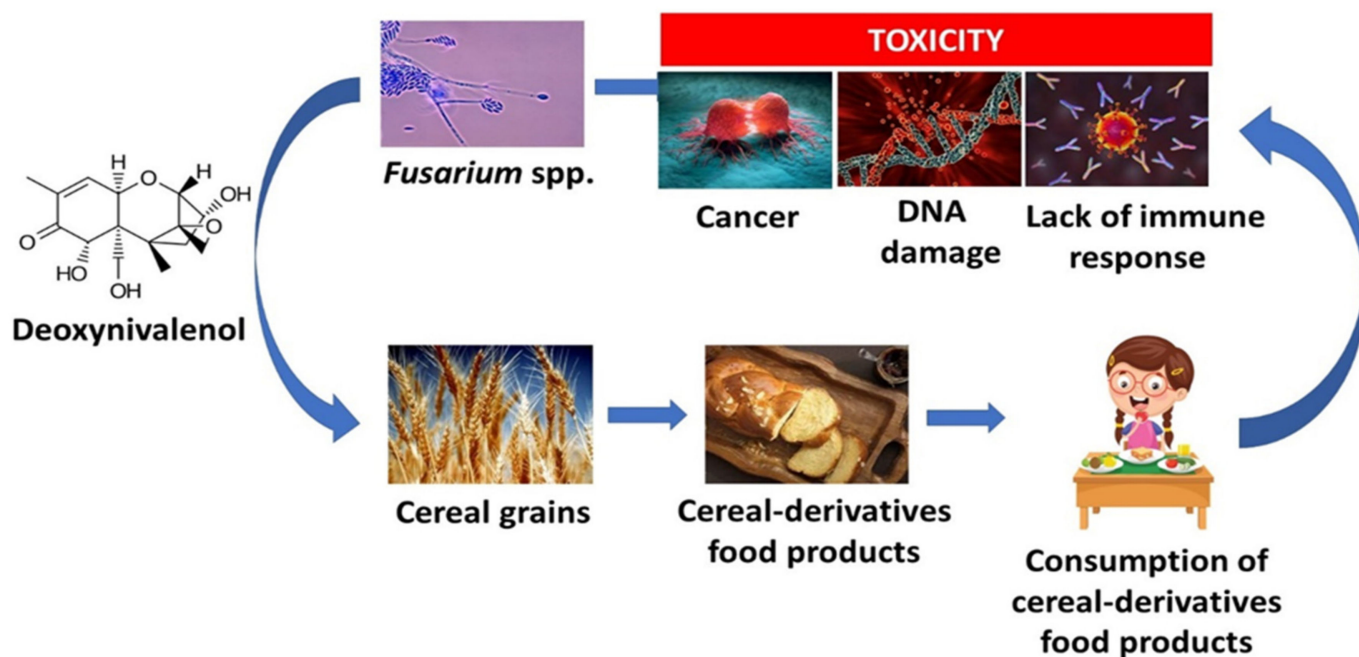 TOXICITY
Fusarium spp.
Cancer
DNA
damage
Lack of immune
response
H
H
O
OH
O
O
HO
OH
Deoxynivalenol
Cereal grains
Cereal-derivatives
food products
Consumption of
cereal-derivatives
food products